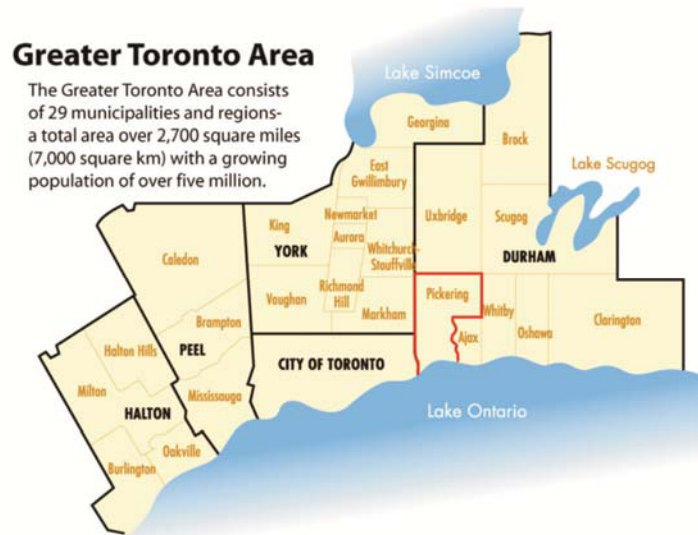 Greater Toronto Area
The Greater Toronto Area consists
of 29 municipalities and regions-
a total area over 2,700 square miles
(7,000 square km) with a growing
population of over five million.
Lake Simcoe
Georgina
Brock
Lake Scugog
East
Gwillimbury
Uxbridge
Scugog
King
Newmarket
Aurora
YORK
Whitchurch-
Stouffville
DURHAM
Caledon
Vaughan
Richmond
Hill
Markham
Pickering
Whitby
Ajax
Oshawa
Clarington
Brampton
Halton Hills
PEEL
CITY OF TORONTO
Milton
Mississauga
HALTON
Lake Ontario
Oakville
Burlington